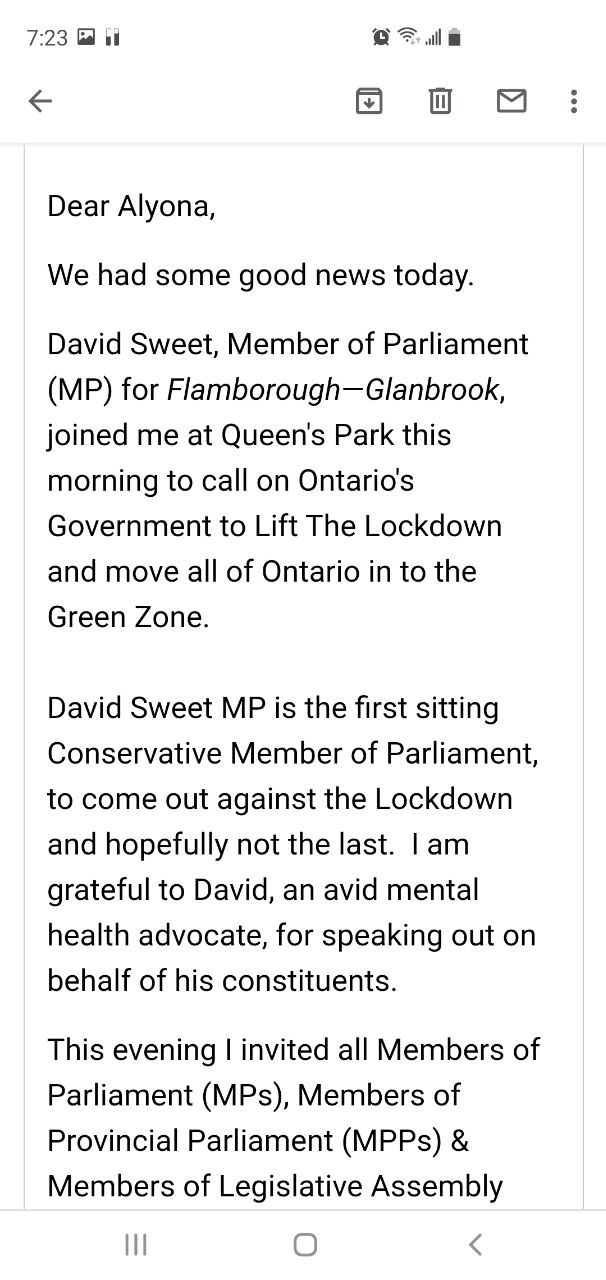 7:23
Dear Alyona,
We had some good news today.
David Sweet, Member of Parliament
(MP) for Flamborough—Glanbrook,
joined me at Queen's Park this
morning to call on Ontario's
Government to Lift The Lockdown
and move all of Ontario in to the
Green Zone.
David Sweet MP is the first sitting
Conservative Member of Parliament,
to come out against the Lockdown
and hopefully not the last.  I am
grateful to David, an avid mental
health advocate, for speaking out on
behalf of his constituents.
This evening I invited all Members of
Parliament (MPs), Members of
Provincial Parliament (MPPs) &
Members of Legislative Assembly